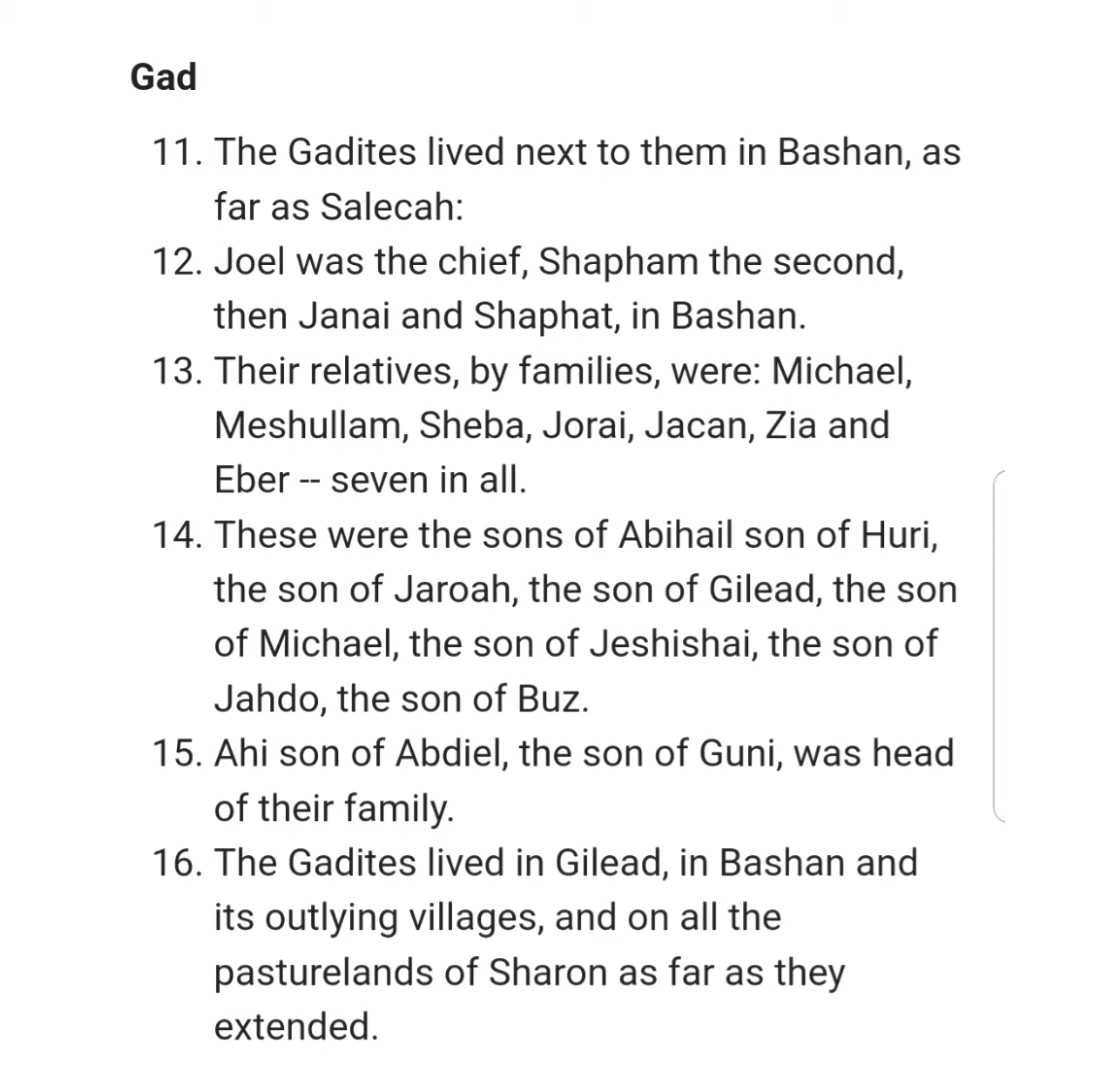 Gad
11. The Gadites lived next to them in Bashan, as
far as Salecah:
12. Joel was the chief, Shapham the second,
then Janai and Shaphat, in Bashan.
13. Their relatives, by families, were: Michael,
Meshullam, Sheba, Jorai, Jacan, Zia and
Eber -- seven in all.
14. These were the sons of Abihail son of Huri,
the son of Jaroah, the son of Gilead, the son
of Michael, the son of Jeshishai, the son of
Jahdo, the son of Buz.
15. Ahi son of Abdiel, the son of Guni, was head
of their family.
16. The Gadites lived in Gilead, in Bashan and
its outlying villages, and on all the
pasturelands of Sharon as far as they
extended.